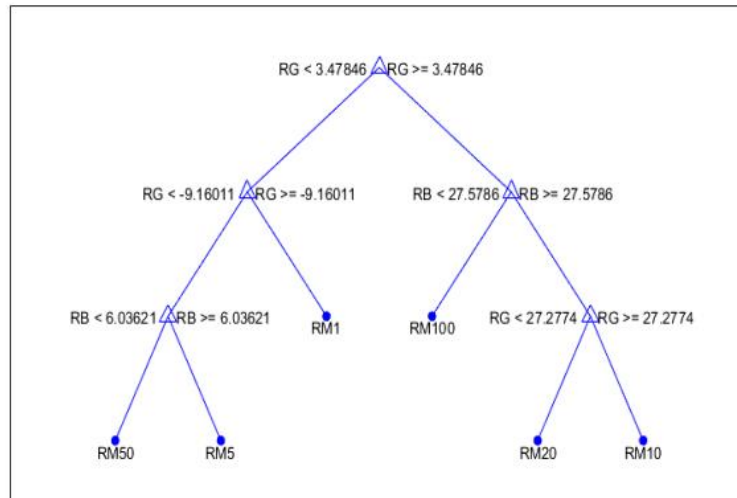 RG < 3.47846 RG >= 3.47846
RG < -9.16011 RG >= -9.16011 RB < 27.5786 RB >= 27.5786
RB < 6.03621 RB >= 6.03621 RM1 RM100 RG < 27.2774 RG >= 27.2774
RM50 RM5 RM20 RM10